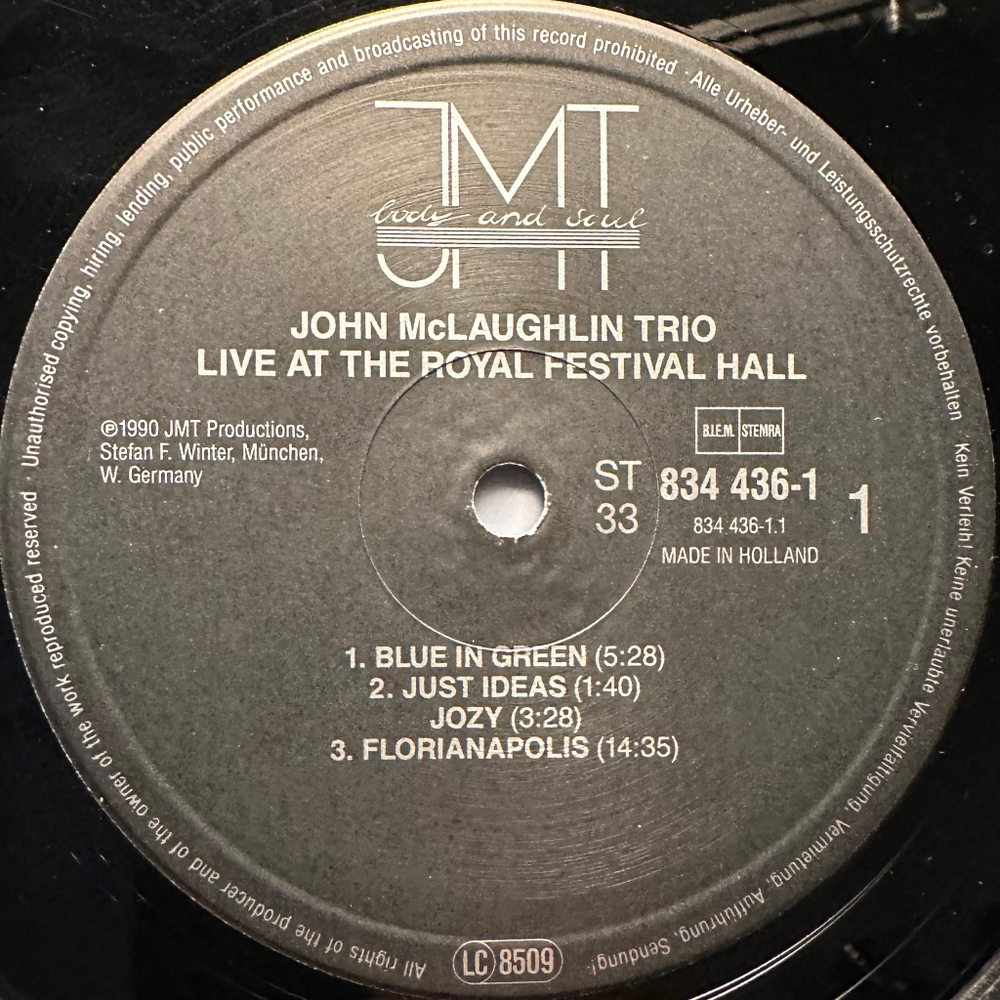 JMT
body and soul
JOHN McLAUGHLIN TRIO
LIVE AT THE ROYAL FESTIVAL HALL
℗1990 JMT Productions,
Stefan F. Winter, München,
W. Germany
B.I.E.M. STEMRA
ST 834 436-1
33
834 436-1.1
MADE IN HOLLAND
1
1. BLUE IN GREEN (5:28)
2. JUST IDEAS (1:40)
JOZY (3:28)
3. FLORIANAPOLIS (14:35)
All rights of the producer and of the owner of the work reproduced reserved · Unauthorised copying, hiring, lending, public performance and broadcasting of this record prohibited · Alle Urheber- und Leistungsschutzrechte vorbehalten Kein Verleih! Keine unerlaubte Vervielfältigung, Vermietung, Aufführung, Sendung!
LC 8509